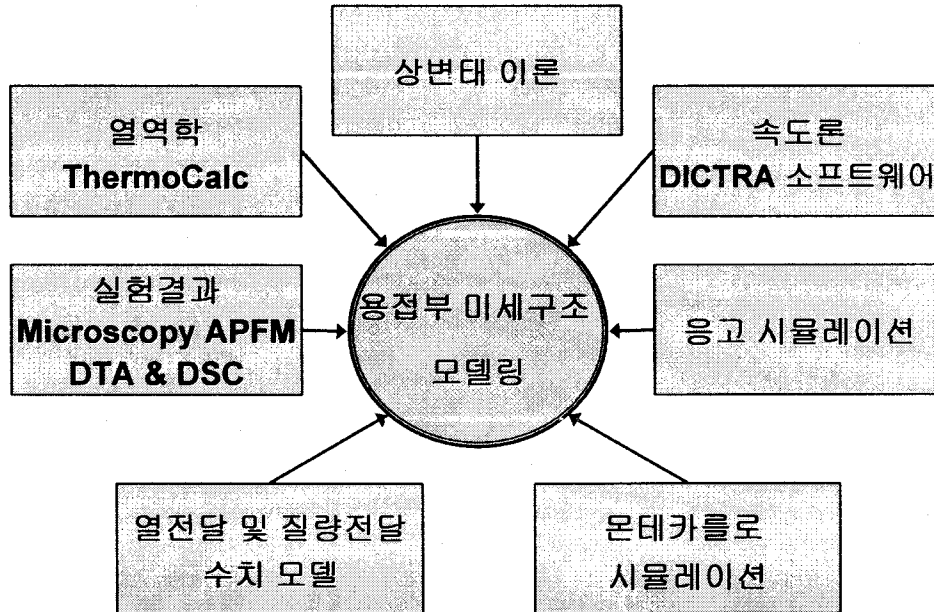 상변태 이론
열역학
ThermoCalc
속도론
DICTRA 소프트웨어
실험결과
Microscopy APFM
DTA & DSC
용접부 미세구조
모델링
응고 시뮬레이션
열전달 및 질량전달
수치 모델
몬테카를로
시뮬레이션